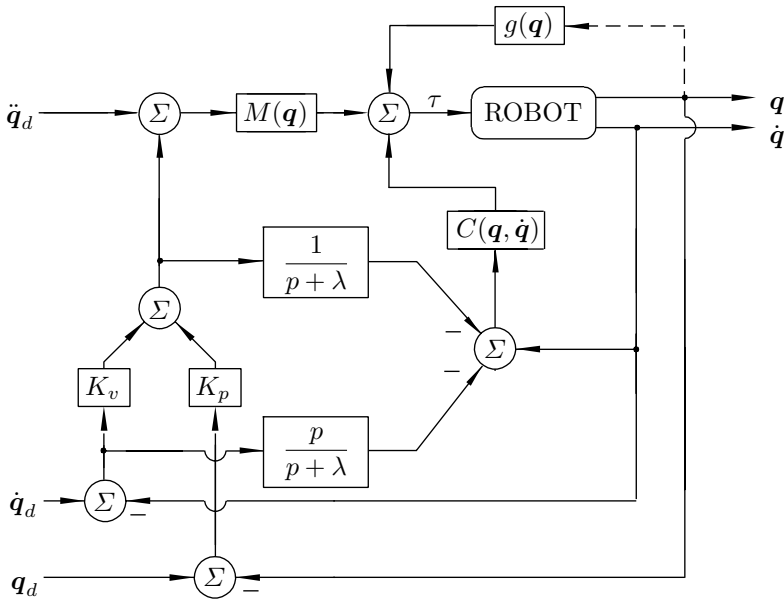 g(𝒒)
q̈_d
Σ
M(𝒒)
Σ
τ
ROBOT
𝒒
q̇
C(𝒒, q̇)
1
p + λ
Σ
−
−
Σ
K_v
K_p
p
p + λ
q̇_d
Σ
−
𝒒_d
Σ
−